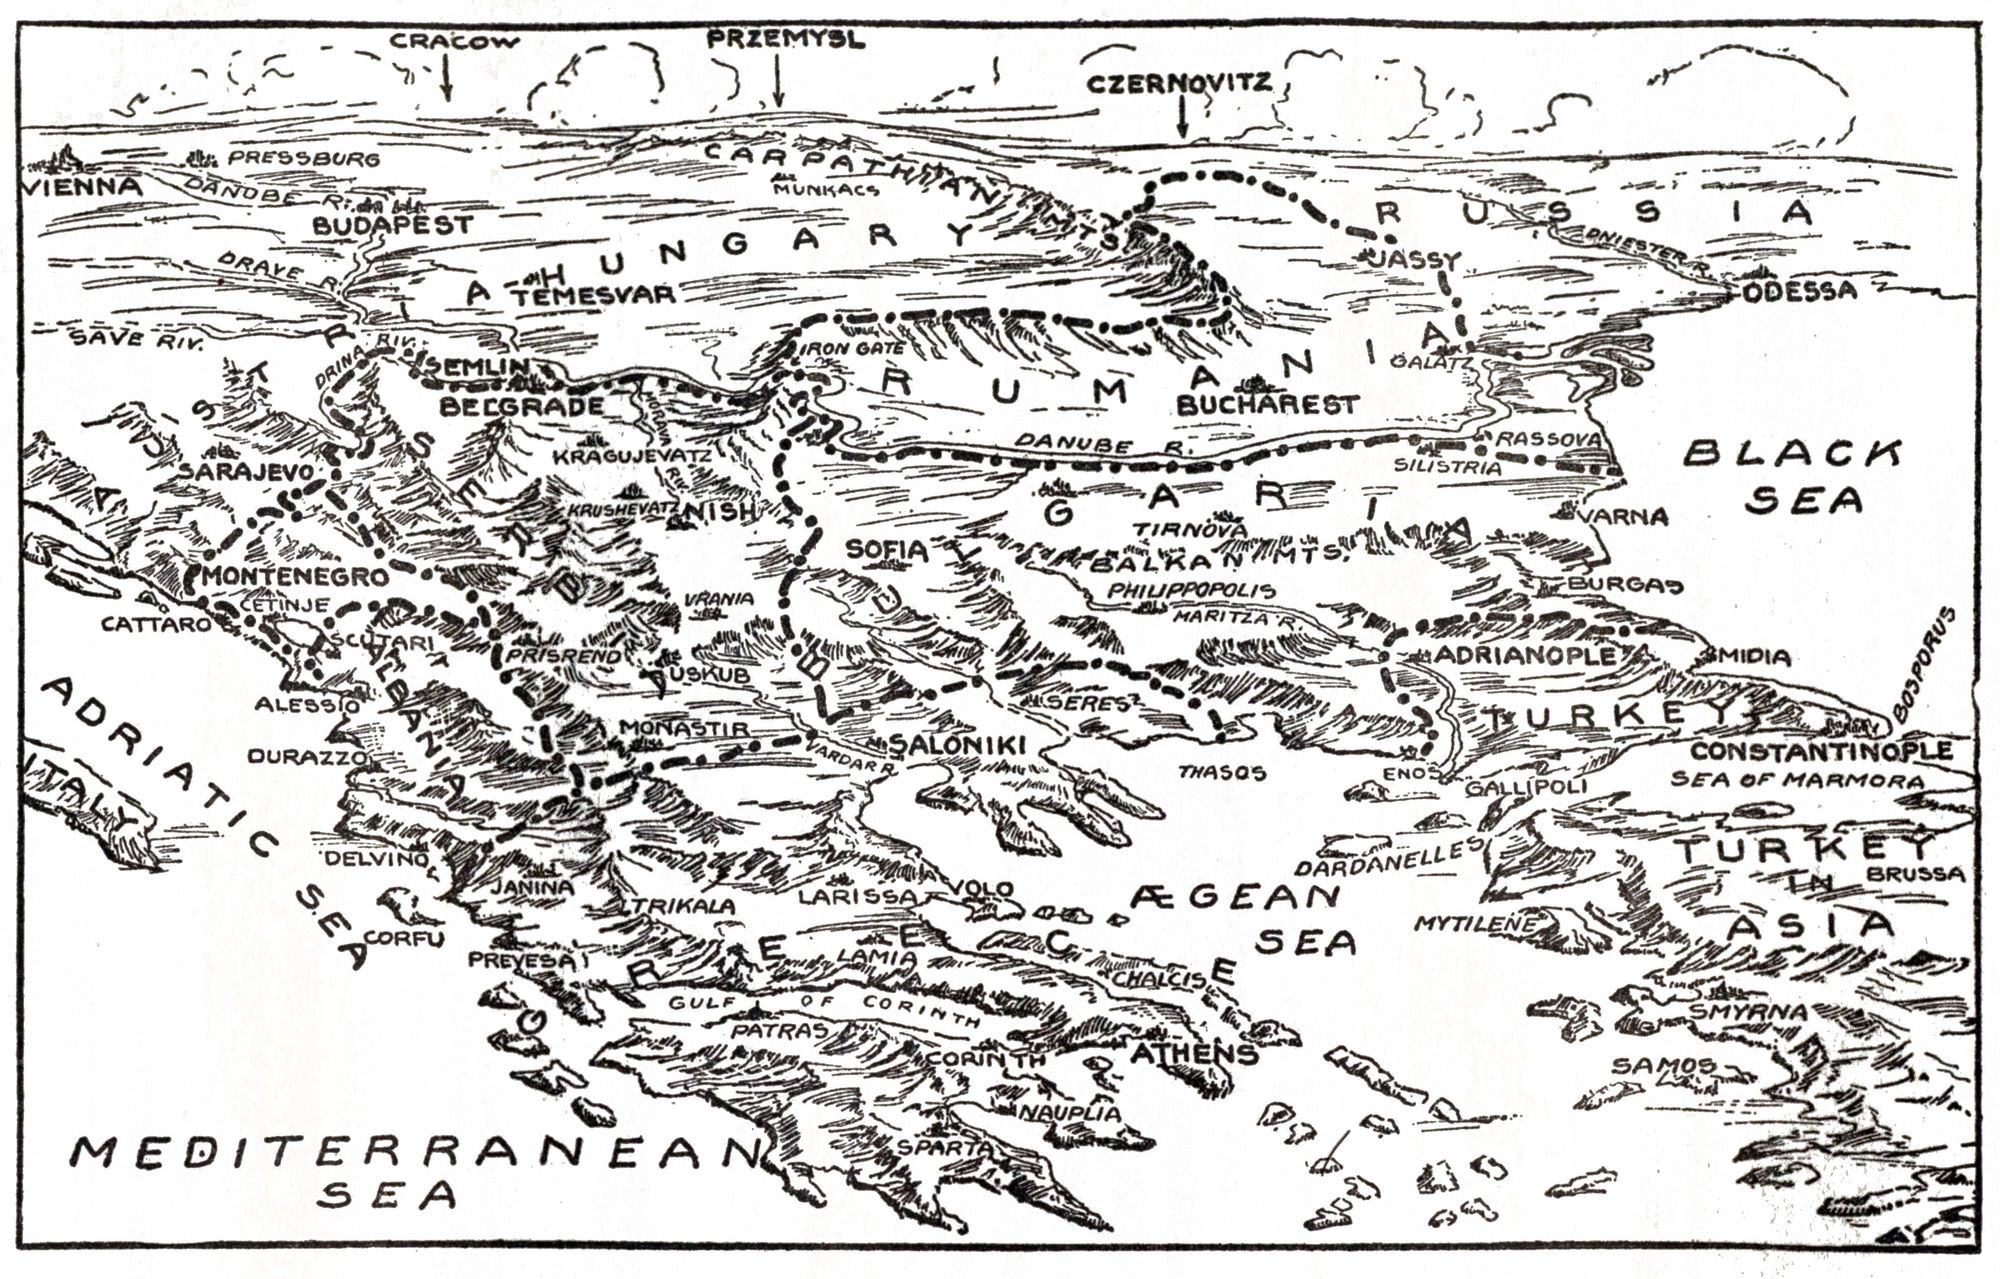 CRACOW
PRZEMYSL
CZERNOVITZ
CARPATHIAN MTS.
PRESSBURG
VIENNA
MUNKACS
DANUBE R.
BUDAPEST
RUSSIA
DNIESTER R.
HUNGARY
JASSY
DRAVE R.
TEMESVAR
ODESSA
AUSTRIA
SAVE RIV.
DRINA RIV.
IRON GATE
GALATZ
SEMLIN
RUMANIA
BELGRADE
BUCHAREST
MORAVA R.
DANUBE R.
RASSOVA
KRAGUJEVATZ
SILISTRIA
BLACK
SEA
SARAJEVO
SERBIA
KRUSHEVATZ
NISH
BULGARIA
TIRNOVA
VARNA
SOFIA
BALKAN MTS.
MONTENEGRO
PHILIPPOPOLIS
BURGAS
CETINJE
VRANIA
MARITZA R.
CATTARO
SCUTARI
PRISREND
ADRIANOPLE
MIDIA
BOSPORUS
USKUB
ALBANIA
ALESSIO
SERES
TURKEY
MONASTIR
ADRIATIC SEA
DURAZZO
VARDAR R.
SALONIKI
CONSTANTINOPLE
THASOS
ENOS
SEA OF MARMORA
ITALY
GALLIPOLI
DELVINO
DARDANELLES
TURKEY
IN
ASIA
BRUSSA
JANINA
LARISSA
VOLO
TRIKALA
ÆGEAN
SEA
MYTILENE
CORFU
GREECE
PREVESA
LAMIA
CHALCIS
GULF OF CORINTH
SMYRNA
PATRAS
CORINTH
ATHENS
SAMOS
NAUPLIA
SPARTA
MEDITERRANEAN
SEA